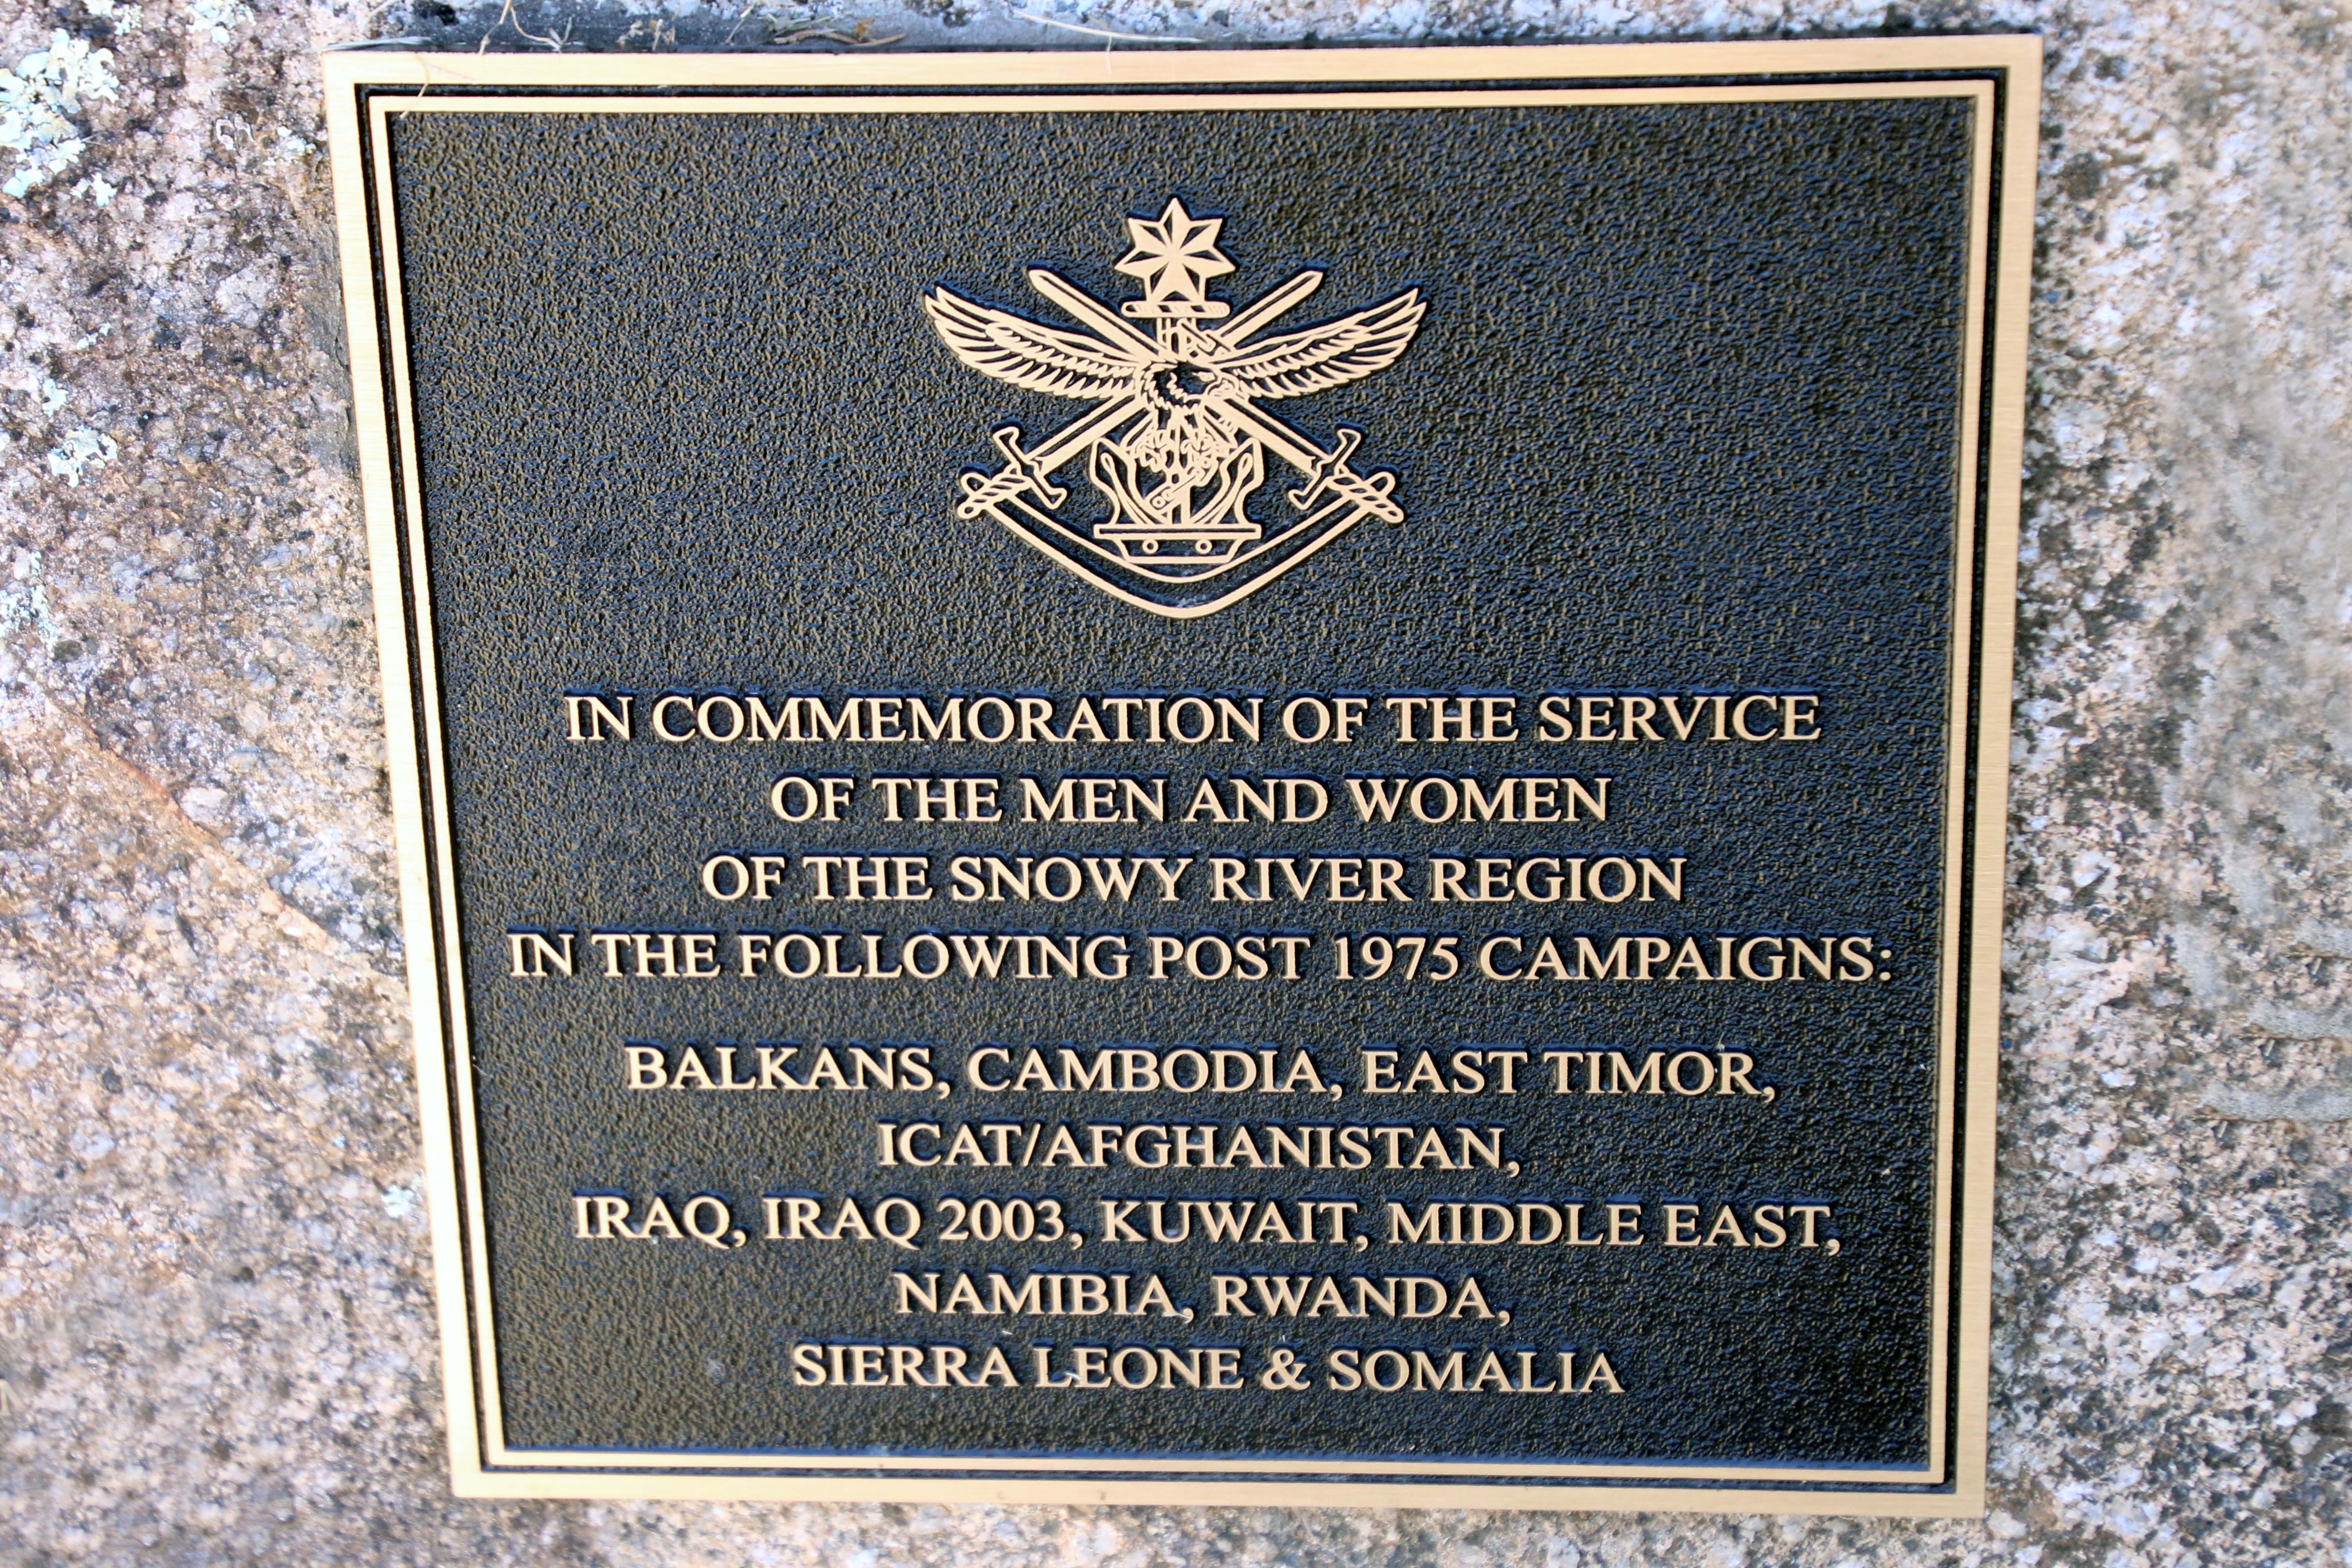 IN COMMEMORATION OF THE SERVICE
OF THE MEN AND WOMEN
OF THE SNOWY RIVER REGION
IN THE FOLLOWING POST 1975 CAMPAIGNS:
BALKANS, CAMBODIA, EAST TIMOR,
ICAT/AFGHANISTAN,
IRAQ, IRAQ 2003, KUWAIT, MIDDLE EAST,
NAMIBIA, RWANDA,
SIERRA LEONE & SOMALIA